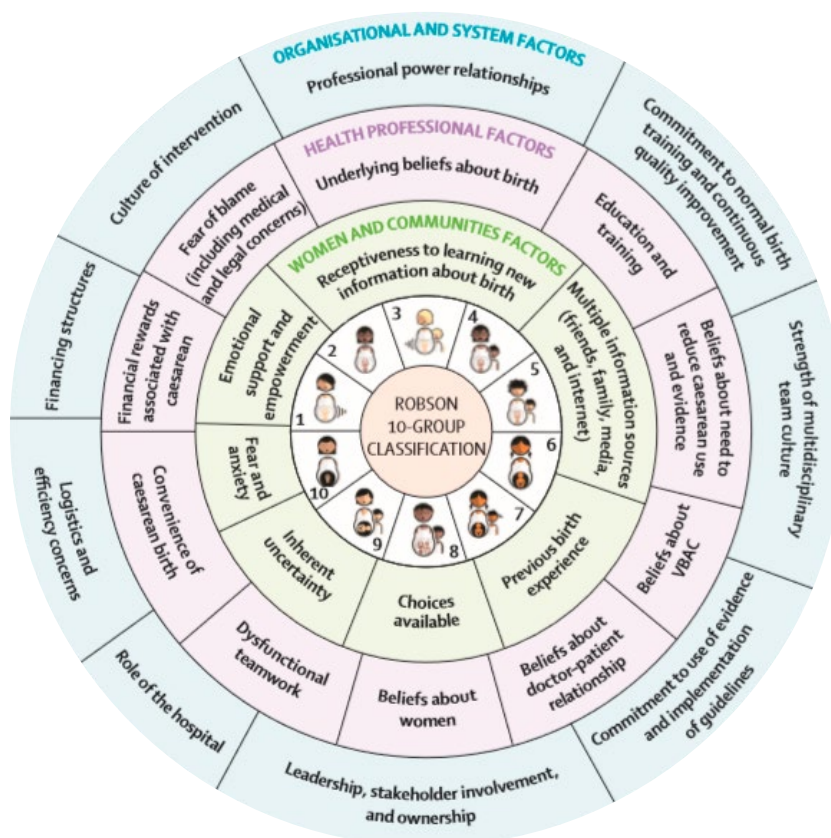 ORGANISATIONAL AND SYSTEM FACTORS
Professional power relationships
Commitment to normal birth
training and continuous
quality improvement
Strength of multidisciplinary
team culture
Commitment to use of evidence
and implementation
of guidelines
Leadership, stakeholder involvement,
and ownership
Role of the hospital
Logistics and
efficiency concerns
Financing structures
Culture of intervention
HEALTH PROFESSIONAL FACTORS
Underlying beliefs about birth
Education and
training
Beliefs about need to
reduce caesarean use
and evidence
Beliefs about
VBAC
Beliefs about
doctor-patient
relationship
Beliefs about
women
Dysfunctional
teamwork
Convenience of
caesarean birth
Financial rewards
associated with
caesarean
Fear of blame
(including medical
and legal concerns)
WOMEN AND COMMUNITIES FACTORS
Receptiveness to learning new
information about birth
Multiple information sources
(friends, family, media,
and internet)
Previous birth
experience
Choices
available
Inherent
uncertainty
Fear and
anxiety
Emotional
support and
empowerment
1
2
3
4
5
6
7
8
9
10
ROBSON
10-GROUP
CLASSIFICATION